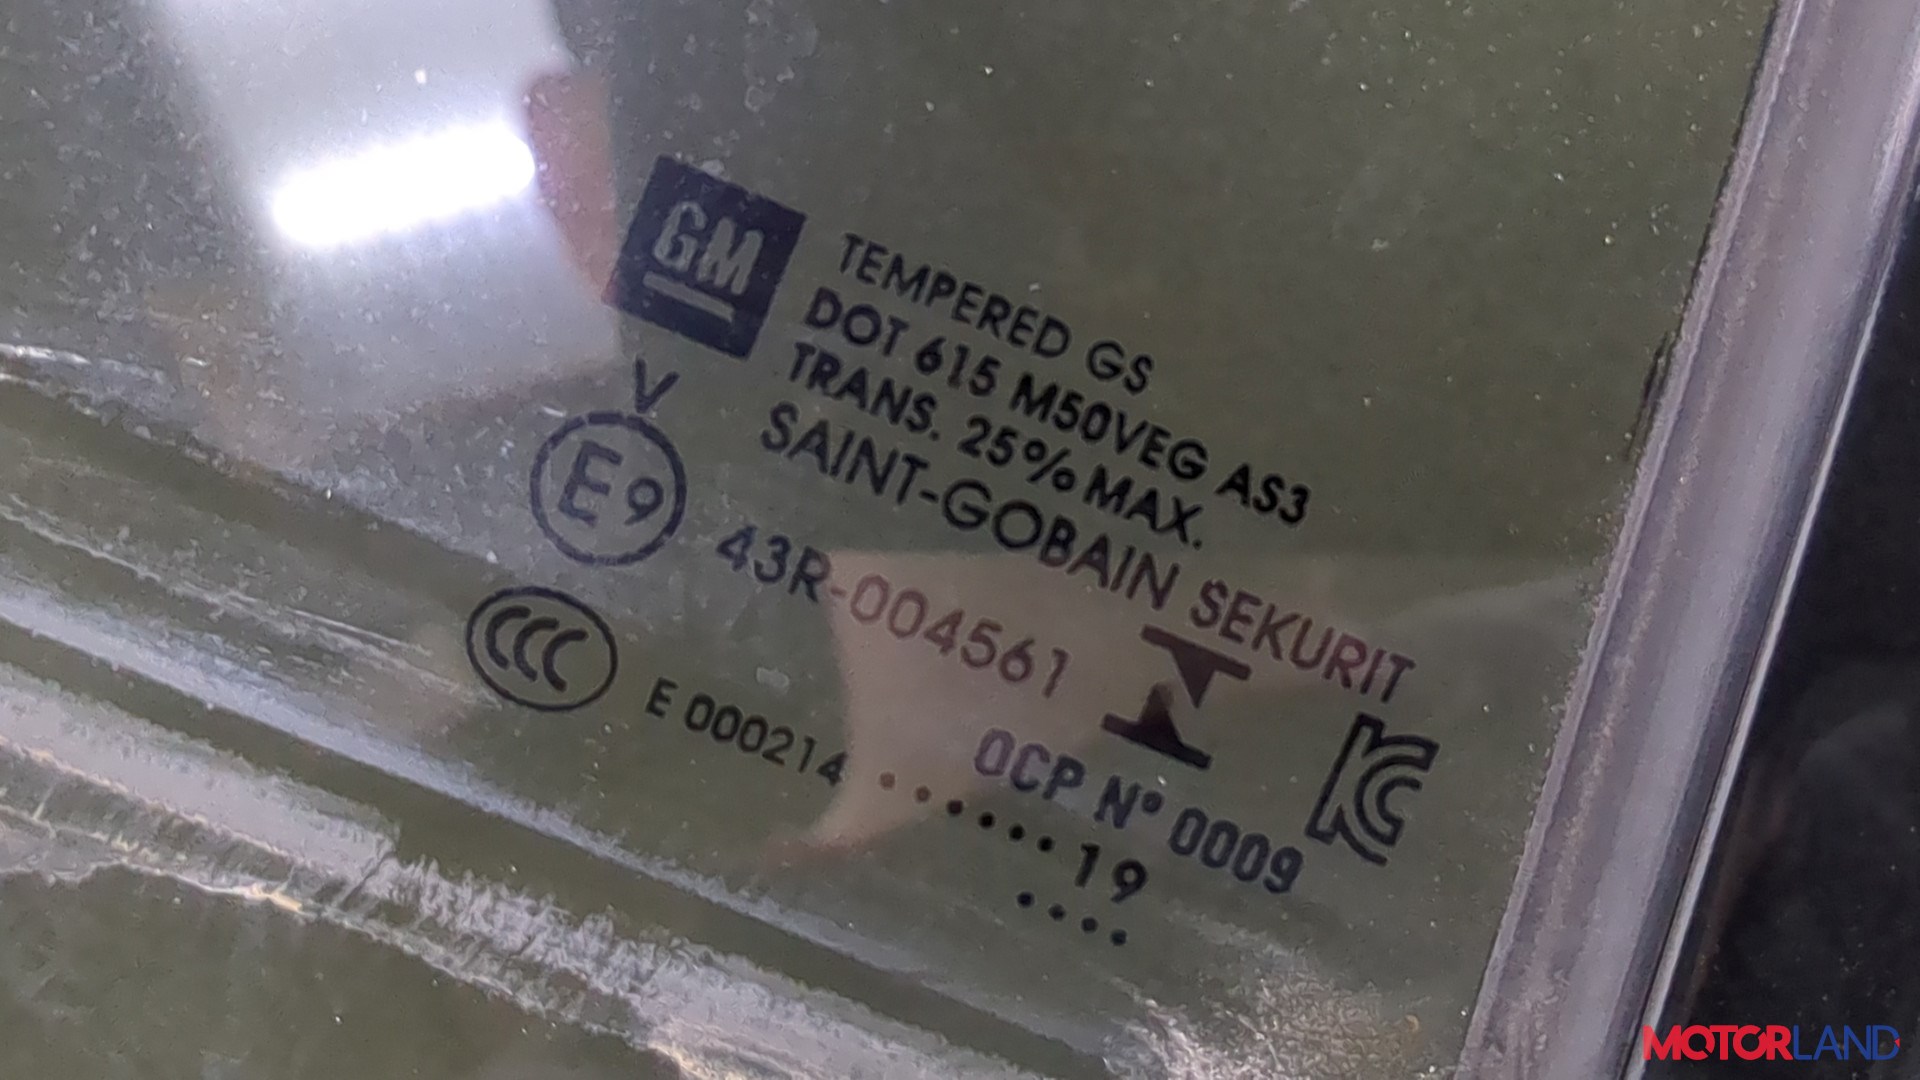 GM
TEMPERED GS
DOT 615 M50VEG AS3
TRANS. 25% MAX.
SAINT-GOBAIN SEKURIT
V
E9
43R-004561
CCC
E 000214
OCP N° 0009
KC
.......19
....
MOTORLAND